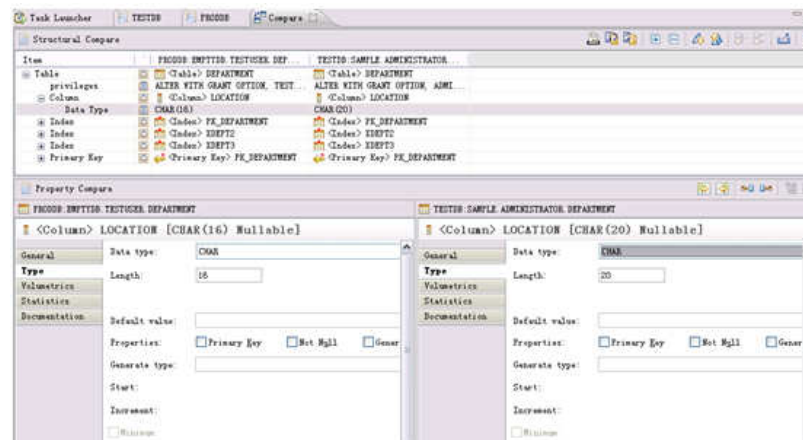 Task Launcher TESTDB PRODDB Compare
Structural Compare
Item PRODDB.EMPTYDB.TESTUSER.DEP... TESTDB.SAMPLE.ADMINISTRATOR...
Table <Table> DEPARTMENT <Table> DEPARTMENT
privileges ALTER WITH GRANT OPTION, TEST... ALTER WITH GRANT OPTION, ADMI...
Column <Column> LOCATION <Column> LOCATION
Data Type CHAR(16) CHAR(20)
Index <Index> PK_DEPARTMENT <Index> PK_DEPARTMENT
Index <Index> XDEPT2 <Index> XDEPT2
Index <Index> XDEPT3 <Index> XDEPT3
Primary Key <Primary Key> PK_DEPARTMENT <Primary Key> PK_DEPARTMENT
Property Compare
PRODDB.EMPTYDB.TESTUSER.DEPARTMENT
<Column> LOCATION [CHAR(16) Nullable]
General
Type
Volumetrics
Statistics
Documentation
Data type: CHAR
Length: 16
Default value:
Properties: Primary Key Not Null Gener
Generate type:
Start:
Increment:
Minimum
TESTDB.SAMPLE.ADMINISTRATOR.DEPARTMENT
<Column> LOCATION [CHAR(20) Nullable]
General
Type
Volumetrics
Statistics
Documentation
Data type: CHAR
Length: 20
Default value:
Properties: Primary Key Not Null Gener
Generate type:
Start:
Increment:
Minimum